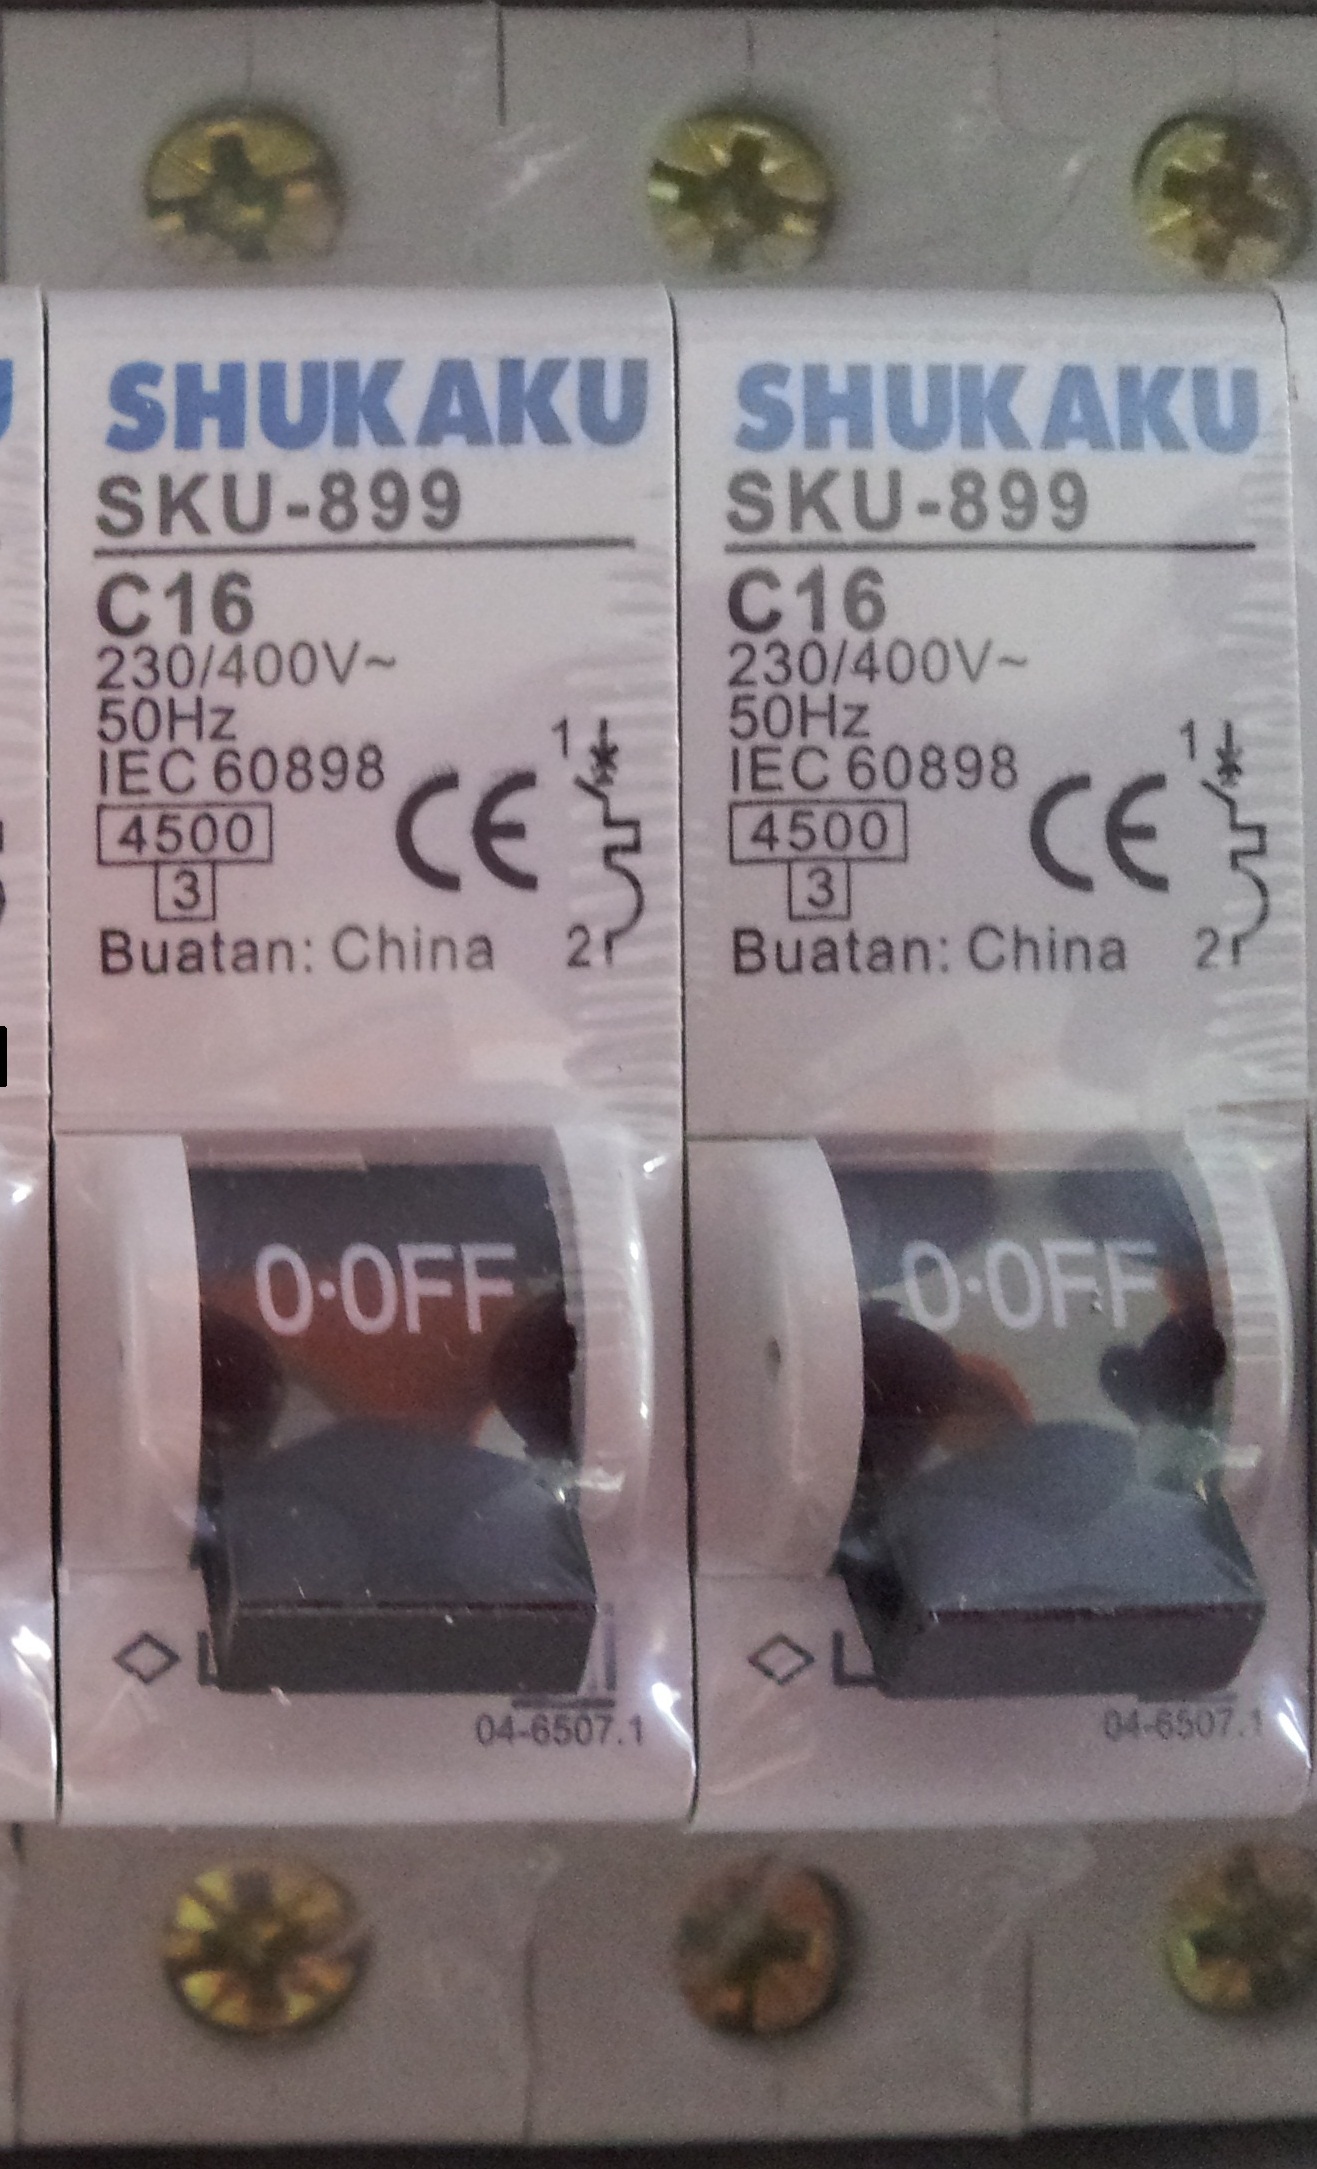 SHUKAKU
SKU-899
C16
230/400V~
50Hz
IEC 60898
4500
3
CE
1
2
Buatan: China
0·OFF
04-6507.1
SHUKAKU
SKU-899
C16
230/400V~
50Hz
IEC 60898
4500
3
CE
1
2
Buatan: China
0·OFF
04-6507.1